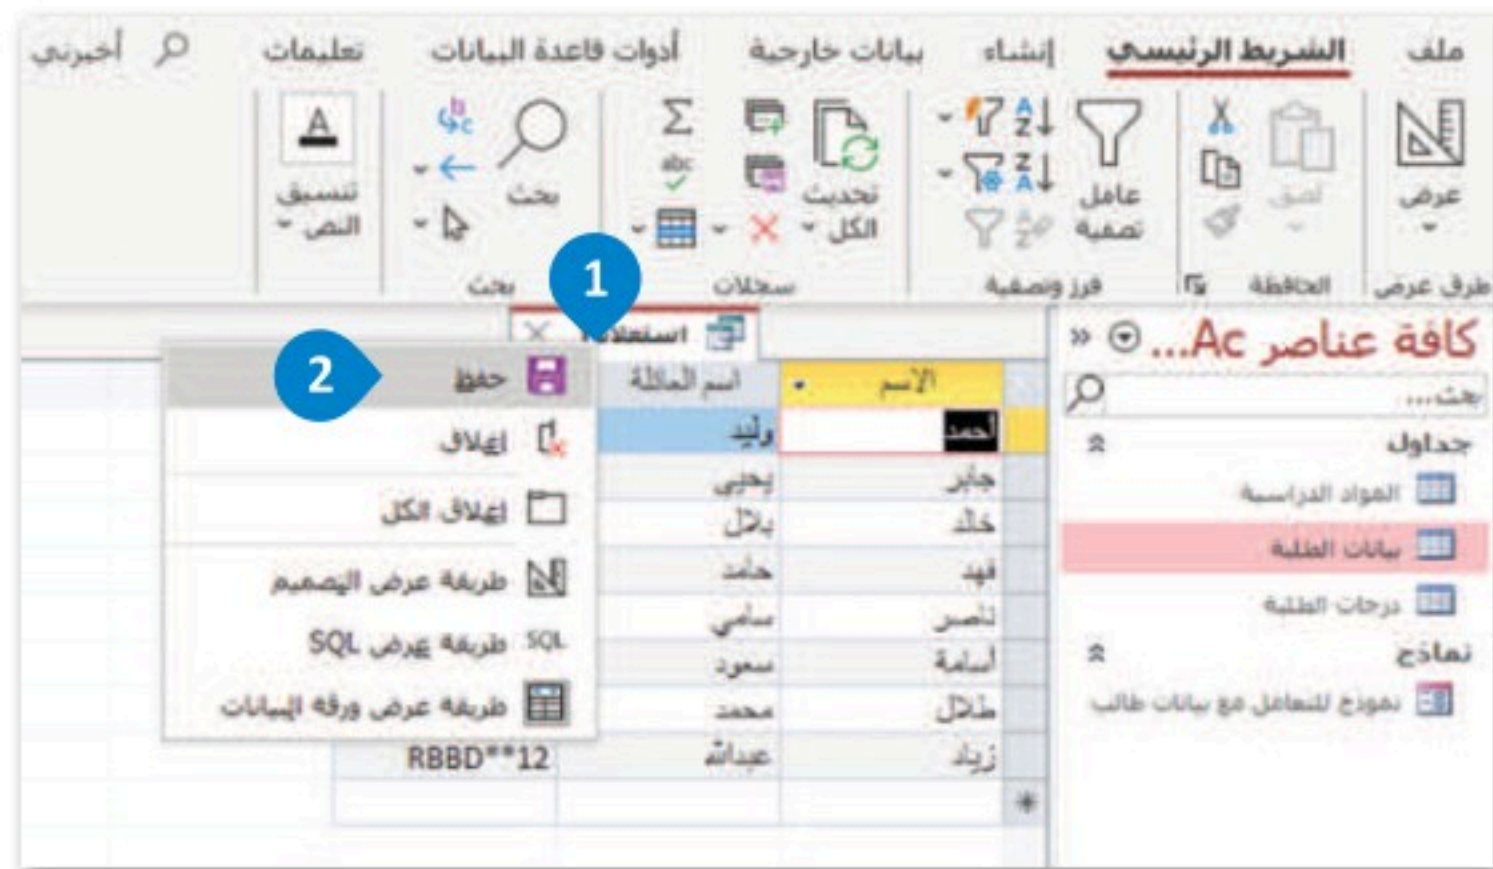 ملف الشريط الرئيسي إنشاء بيانات خارجية أدوات قاعدة البيانات تعليمات أخبرني
عرض
لصق
عامل تصفية
تحديث الكل
abc
بحث
b
c
A
تنسيق النص
طرق عرض الحافظة فرز وتصفية سجلات بحث
1
كافة عناصر Ac...
بحث...
جداول
المواد الدراسية
بيانات الطلبة
درجات الطلبة
نماذج
نموذج للتعامل مع بيانات طالب
الاسم اسم العائلة
أحمد وليد
جابر يحيى
خالد بلال
فهد حامد
ناصر سامي
أسامة سعود
طلال محمد
زياد عبدالله RBBD**12
2
حفظ
إغلاق
إغلاق الكل
طريقة عرض التصميم
SQL طريقة عرض SQL
طريقة عرض ورقة البيانات